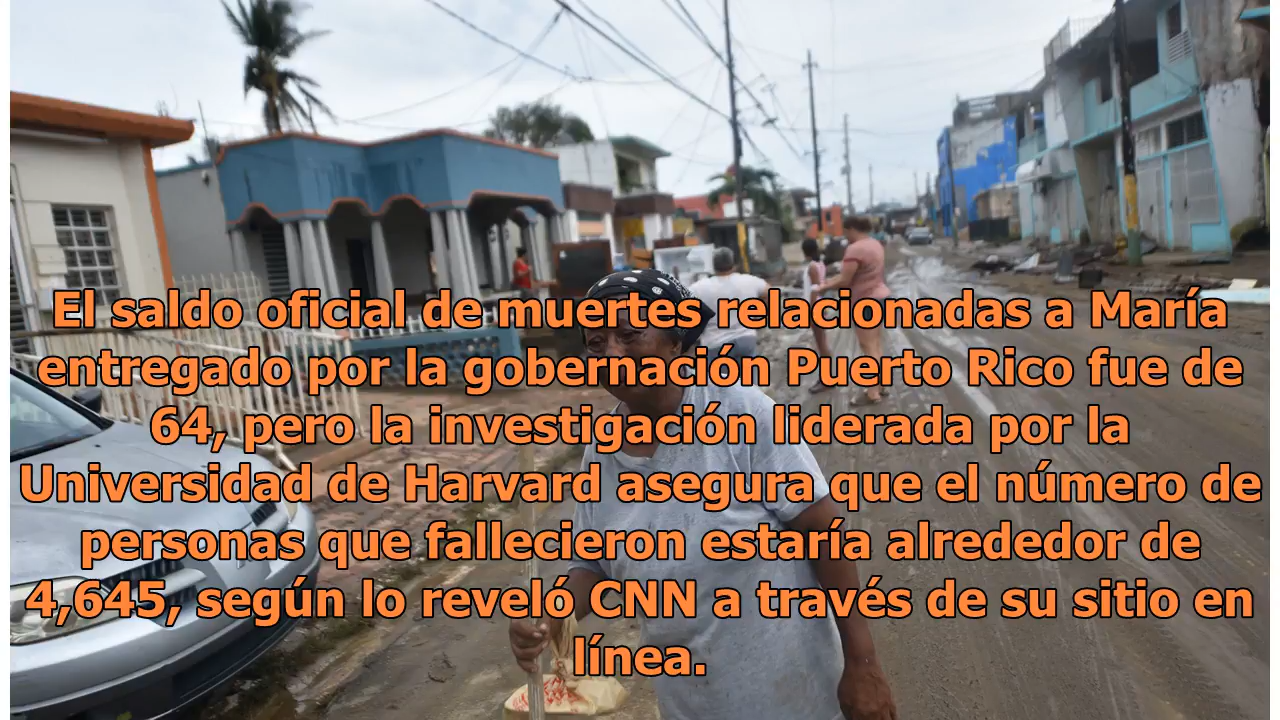 El saldo oficial de muertes relacionadas a María
entregado por la gobernación Puerto Rico fue de
64, pero la investigación liderada por la
Universidad de Harvard asegura que el número de
personas que fallecieron estaría alrededor de
4,645, según lo reveló CNN a través de su sitio en
línea.